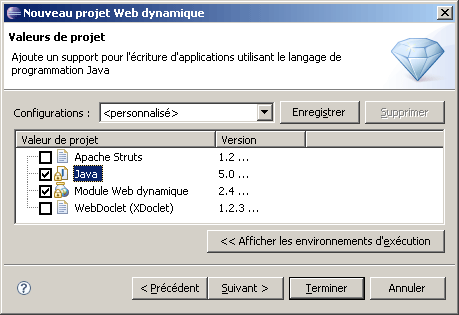 Nouveau projet Web dynamique
Valeurs de projet
Ajoute un support pour l'écriture d'applications utilisant le langage de
programmation Java
Configurations : <personnalisé> Enregistrer Supprimer
Valeur de projet Version
Apache Struts 1.2 ...
Java 5.0 ...
Module Web dynamique 2.4 ...
WebDoclet (XDoclet) 1.2.3 ...
<< Afficher les environnements d'exécution
? < Précédent Suivant > Terminer Annuler